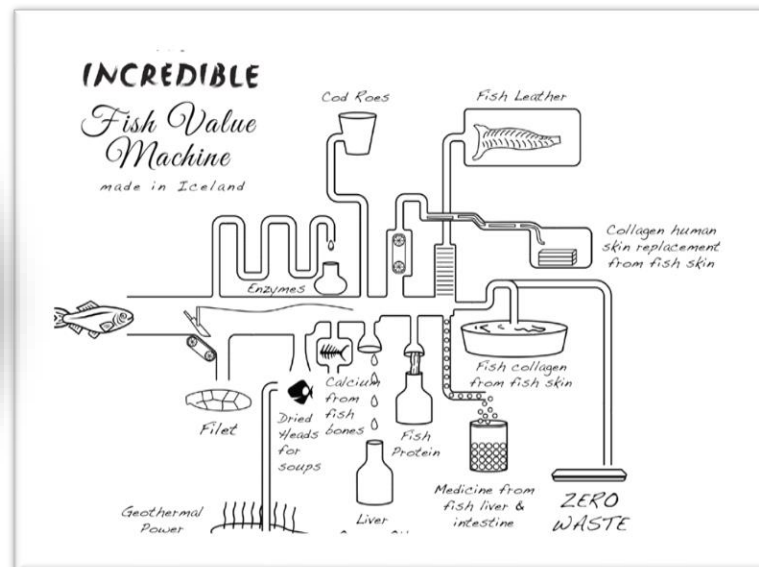 INCREDIBLE
Fish Value
Machine
made in Iceland
Cod Roes
Fish Leather
Collagen human
skin replacement
from fish skin
Enzymes
Fish collagen
from fish skin
Filet
Dried
Heads
for
soups
Calcium
from
fish
bones
Fish
Protein
Medicine from
fish liver &
intestine
ZERO
WASTE
Geothermal
Power
Liver